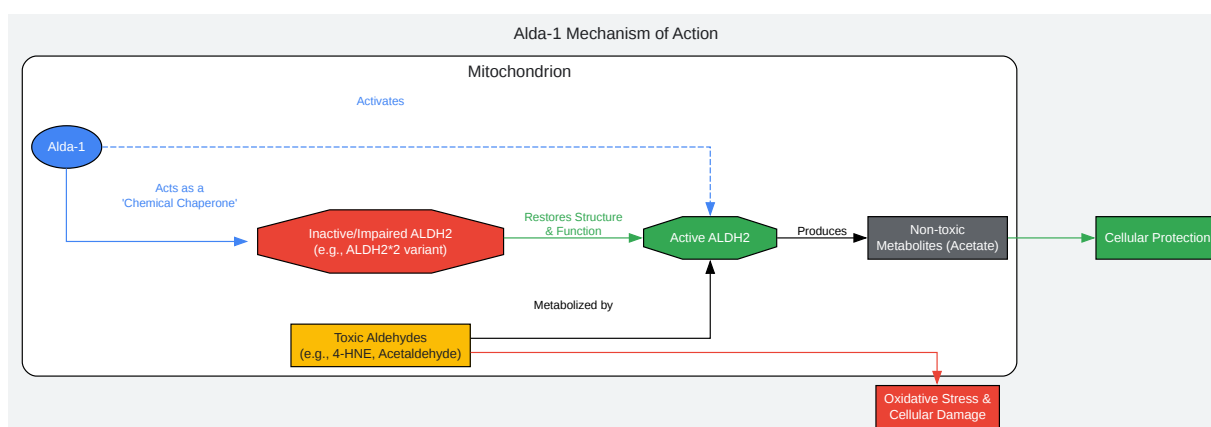 Alda-1 Mechanism of Action
Mitochondrion
Activates
Alda-1
Acts as a
'Chemical Chaperone'
Inactive/Impaired ALDH2
(e.g., ALDH2*2 variant)
Restores Structure
& Function
Active ALDH2
Produces
Non-toxic
Metabolites (Acetate)
Cellular Protection
Metabolized by
Toxic Aldehydes
(e.g., 4-HNE, Acetaldehyde)
Oxidative Stress &
Cellular Damage